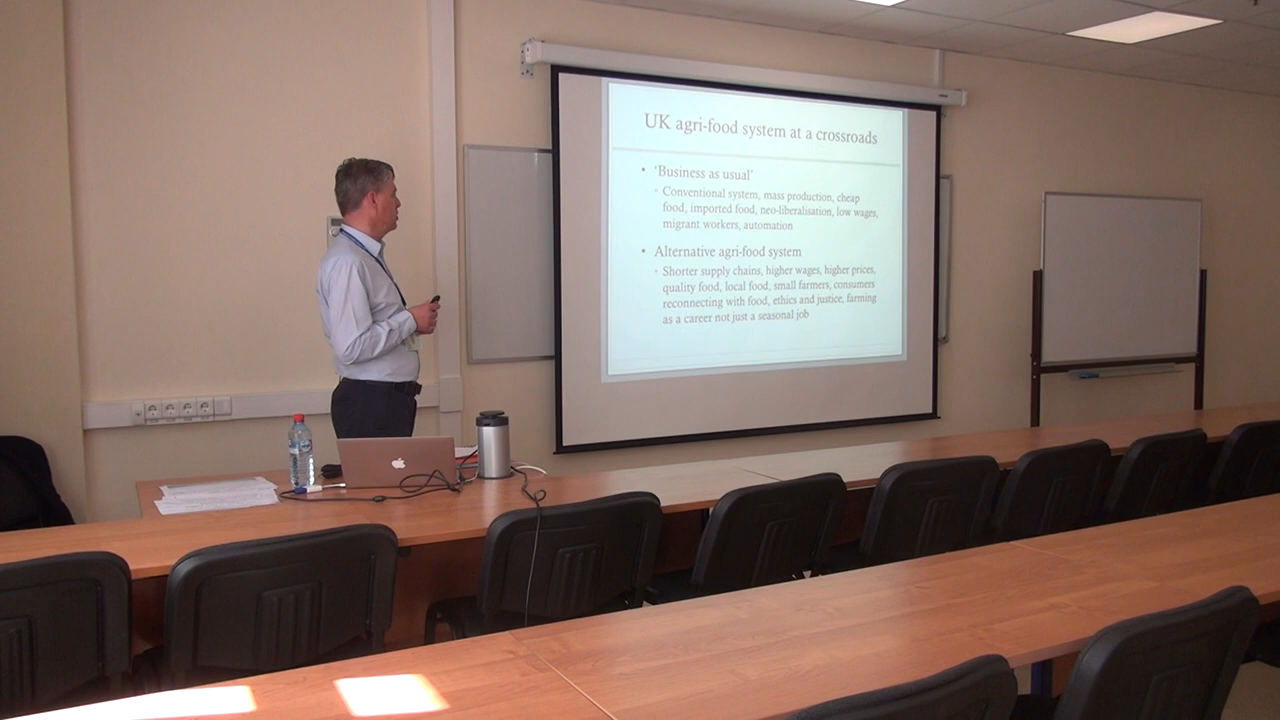 UK agri-food system at a crossroads
• 'Business as usual'
◦ Conventional system, mass production, cheap
food, imported food, neo-liberalisation, low wages,
migrant workers, automation
• Alternative agri-food system
◦ Shorter supply chains, higher wages, higher prices,
quality food, local food, small farmers, consumers
reconnecting with food, ethics and justice, farming
as a career not just a seasonal job